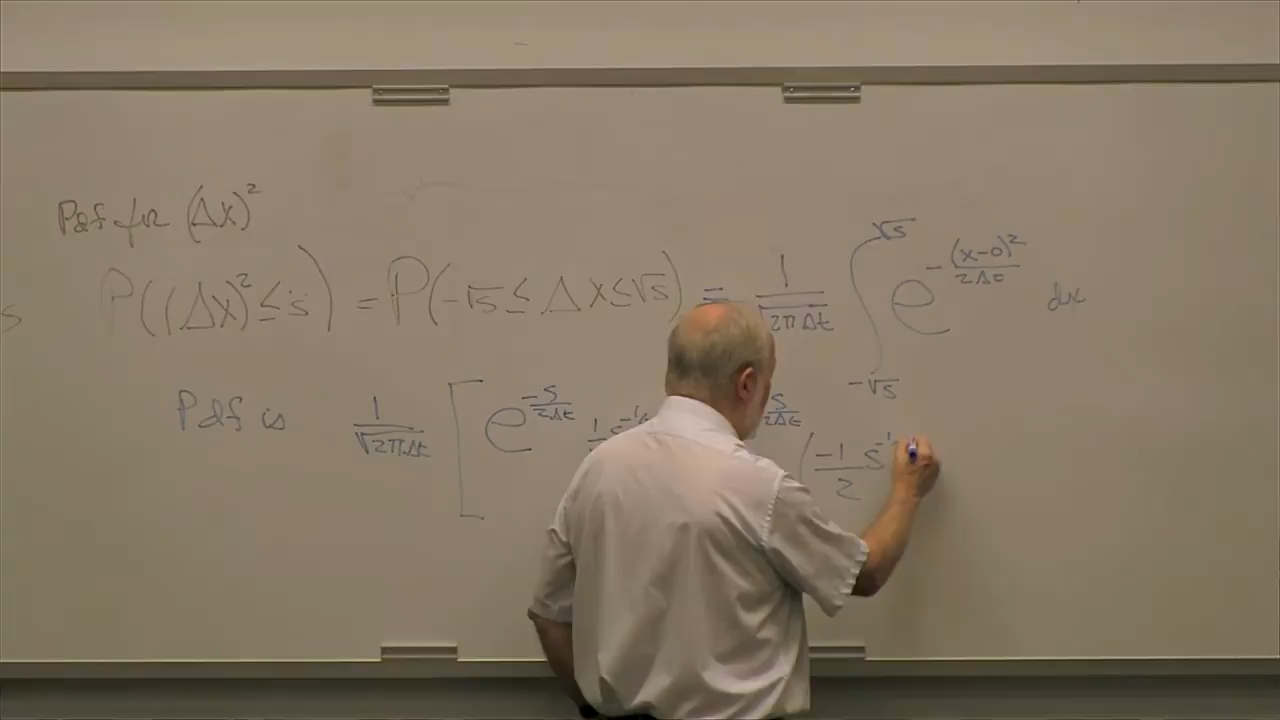 Pdf for (ΔX)²
s P((ΔX)² ≤ s) = P(-√s ≤ ΔX ≤ √s) = 1/√(2πΔt) ∫_{-√s}^{√s} e^{-(x-0)²/2Δt} dx
Pdf is 1/√(2πΔt) [ e^{-s/2Δt} s/2Δt ( -1/2 s^{-1